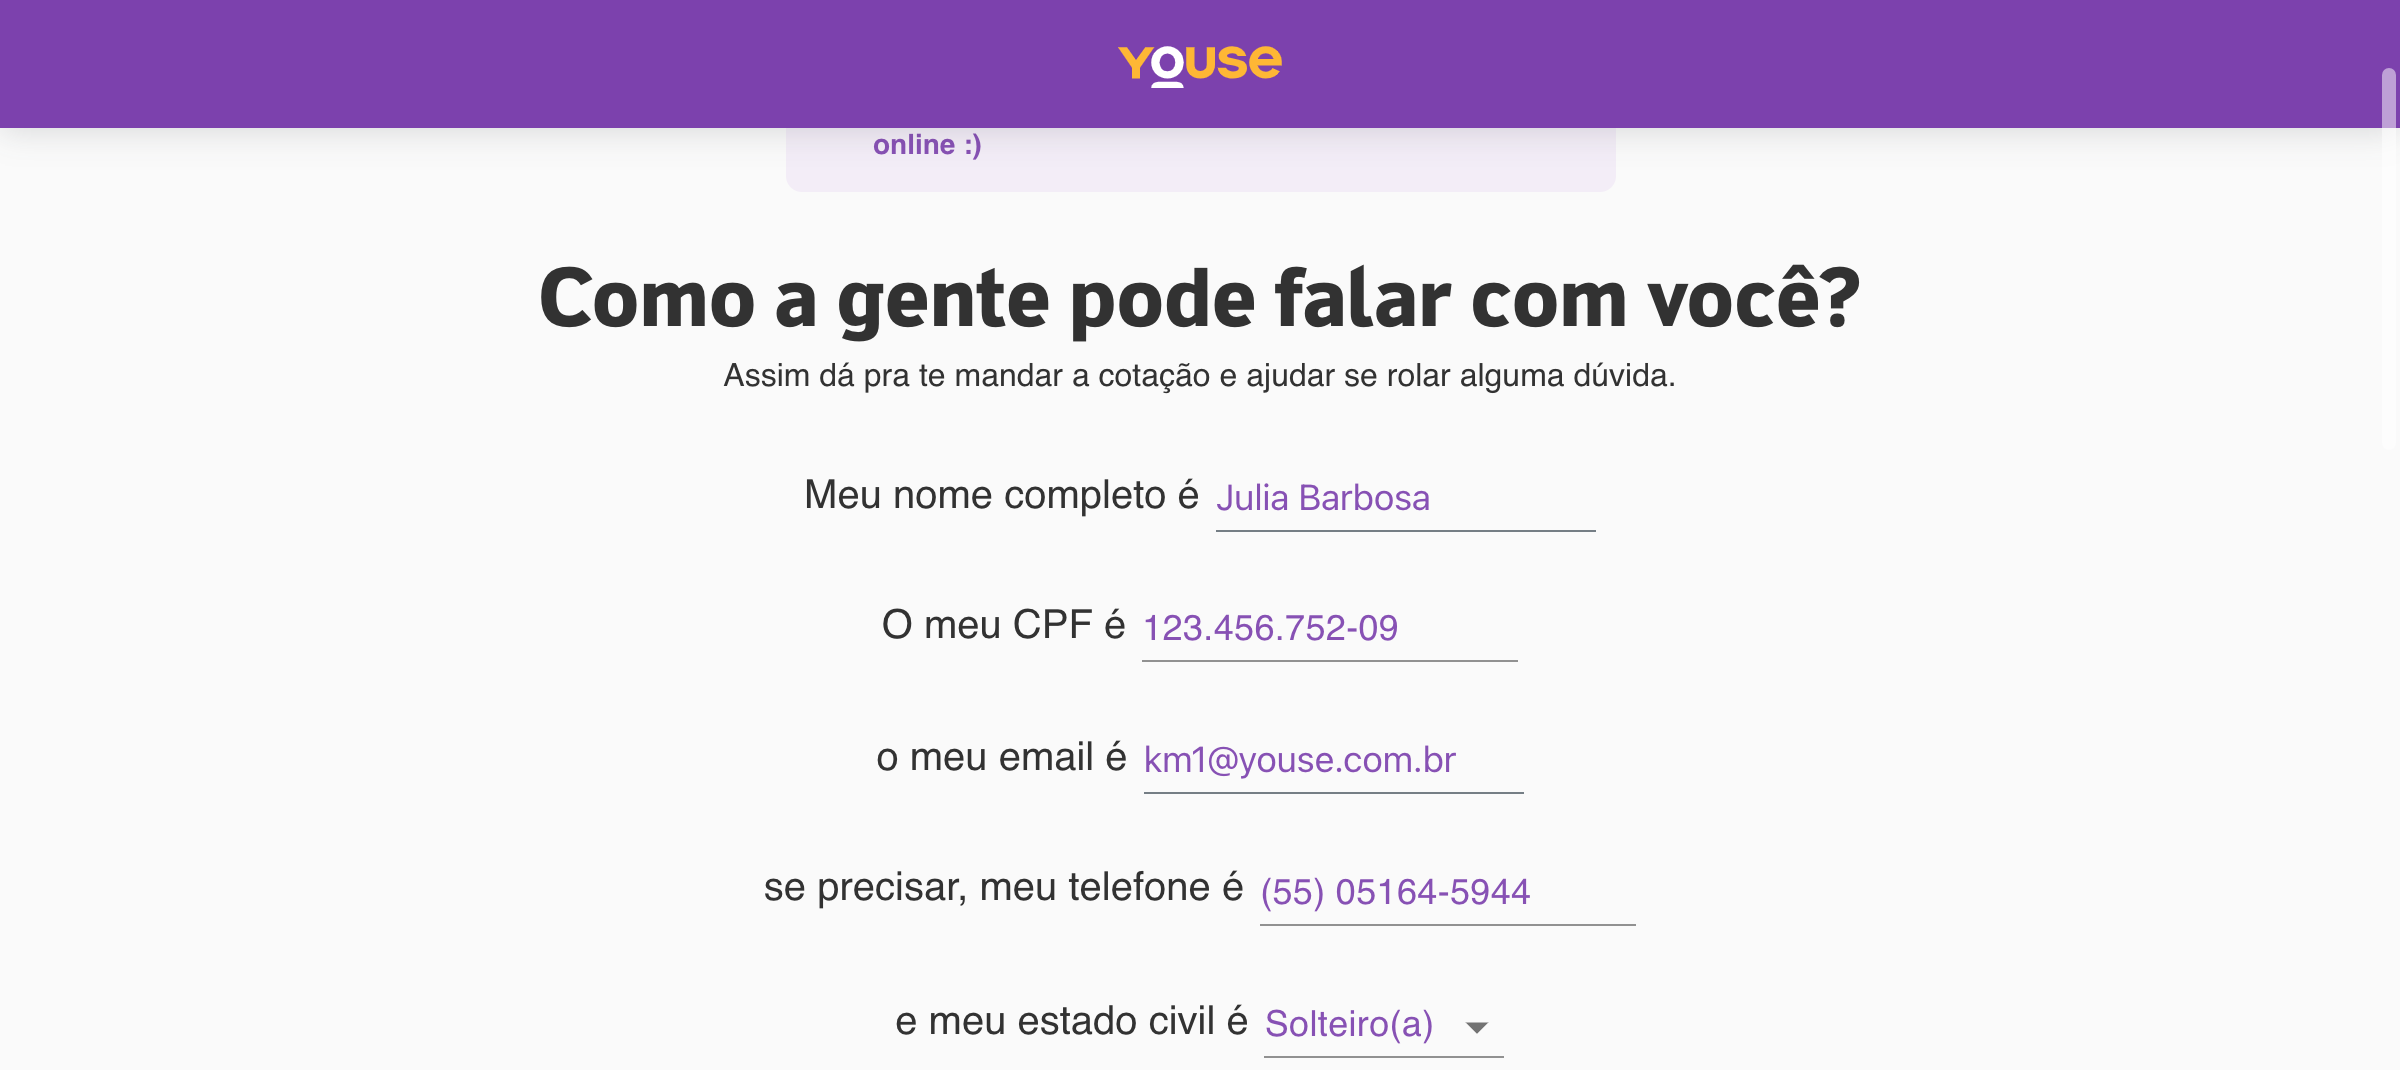 youse
online :)
Como a gente pode falar com você?
Assim dá pra te mandar a cotação e ajudar se rolar alguma dúvida.
Meu nome completo é Julia Barbosa
O meu CPF é 123.456.752-09
o meu email é km1@youse.com.br
se precisar, meu telefone é (55) 05164-5944
e meu estado civil é Solteiro(a)